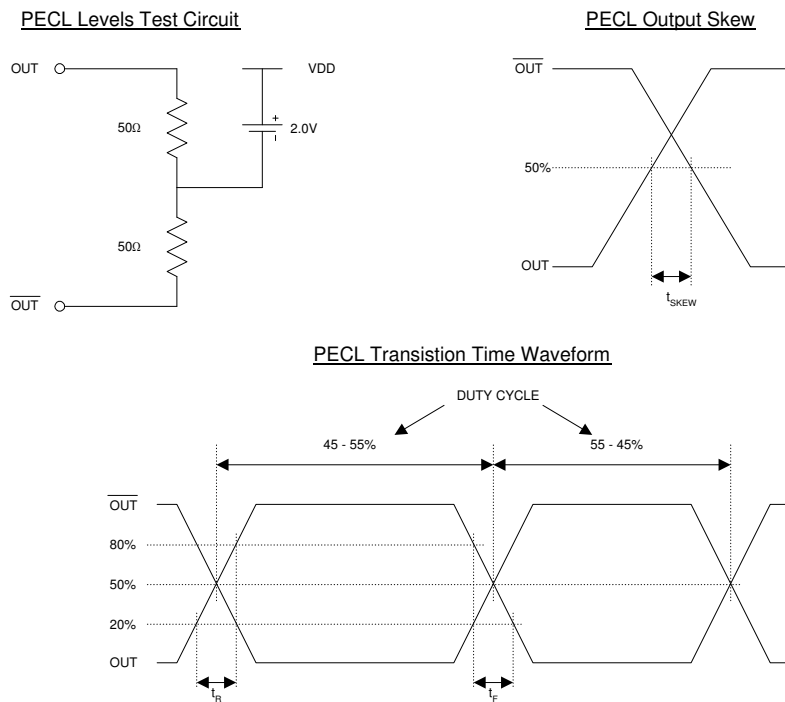 PECL Levels Test Circuit
OUT
VDD
50Ω
+
2.0V
-
50Ω
OUT
PECL Output Skew
OUT
50%
OUT
tSKEW
PECL Transistion Time Waveform
DUTY CYCLE
45 - 55%
55 - 45%
OUT
80%
50%
20%
OUT
tR
tF